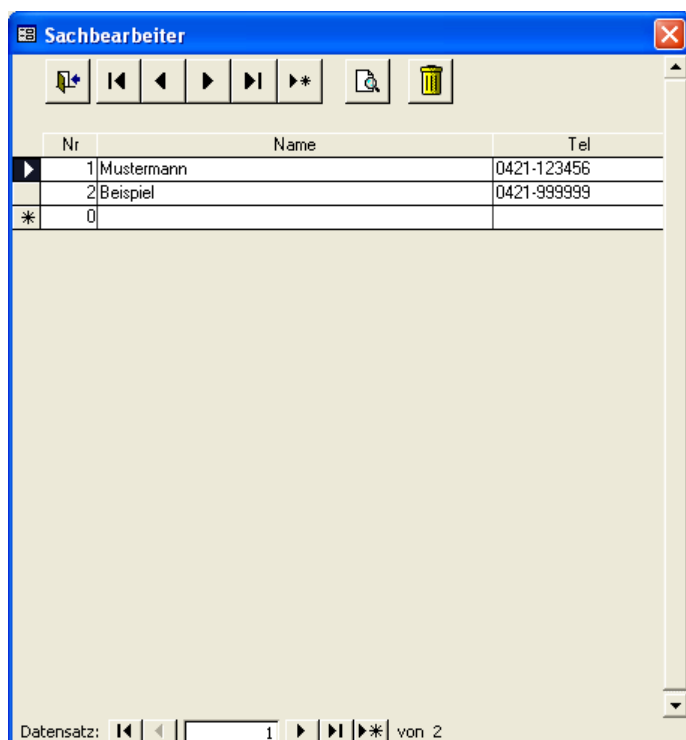 Sachbearbeiter
Nr Name Tel
1 Mustermann 0421-123456
2 Beispiel 0421-999999
0
Datensatz: 1 von 2